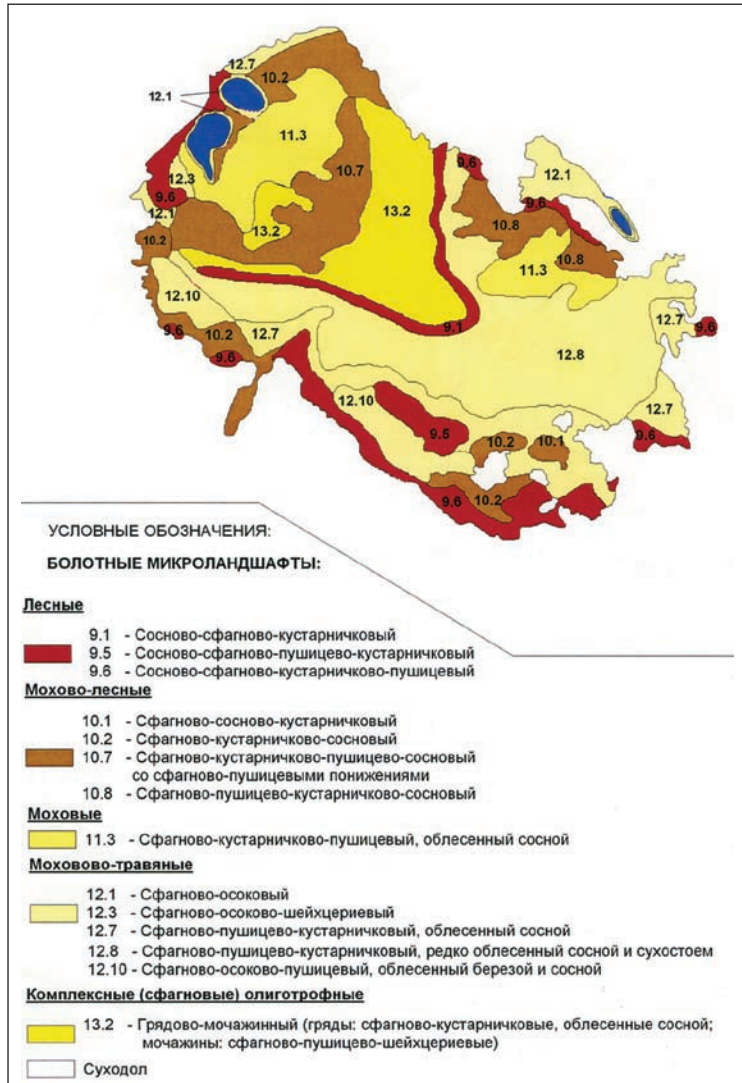 12.7
10.2
12.1
11.3
10.7
12.3
9.6
12.1
13.2
13.2
9.6
12.1
9.6
10.8
10.8
11.3
10.2
12.10
9.6
10.2
12.7
9.6
9.1
12.7
9.6
12.8
12.10
12.7
9.5
10.2
10.1
9.6
9.6
10.2
УСЛОВНЫЕ ОБОЗНАЧЕНИЯ:
БОЛОТНЫЕ МИКРОЛАНДШАФТЫ:
Лесные
9.1 - Сосново-сфагново-кустарничковый
9.5 - Сосново-сфагново-пушицево-кустарничковый
9.6 - Сосново-сфагново-кустарничково-пушицевый
Мохово-лесные
10.1 - Сфагново-сосново-кустарничковый
10.2 - Сфагново-кустарничково-сосновый
10.7 - Сфагново-кустарничково-пушицево-сосновый
со сфагново-пушицевыми понижениями
10.8 - Сфагново-пушицево-кустарничково-сосновый
Моховые
11.3 - Сфагново-кустарничково-пушицевый, облесенный сосной
Моховово-травяные
12.1 - Сфагново-осоковый
12.3 - Сфагново-осоково-шейхцериевый
12.7 - Сфагново-пушицево-кустарничковый, облесенный сосной
12.8 - Сфагново-пушицево-кустарничковый, редко облесенный сосной и сухостоем
12.10 - Сфагново-осоково-пушицевый, облесенный березой и сосной
Комплексные (сфагновые) олиготрофные
13.2 - Грядово-мочажинный (гряды: сфагново-кустарничковые, облесенные сосной;
мочажины: сфагново-пушицево-шейхцериевые)
Суходол